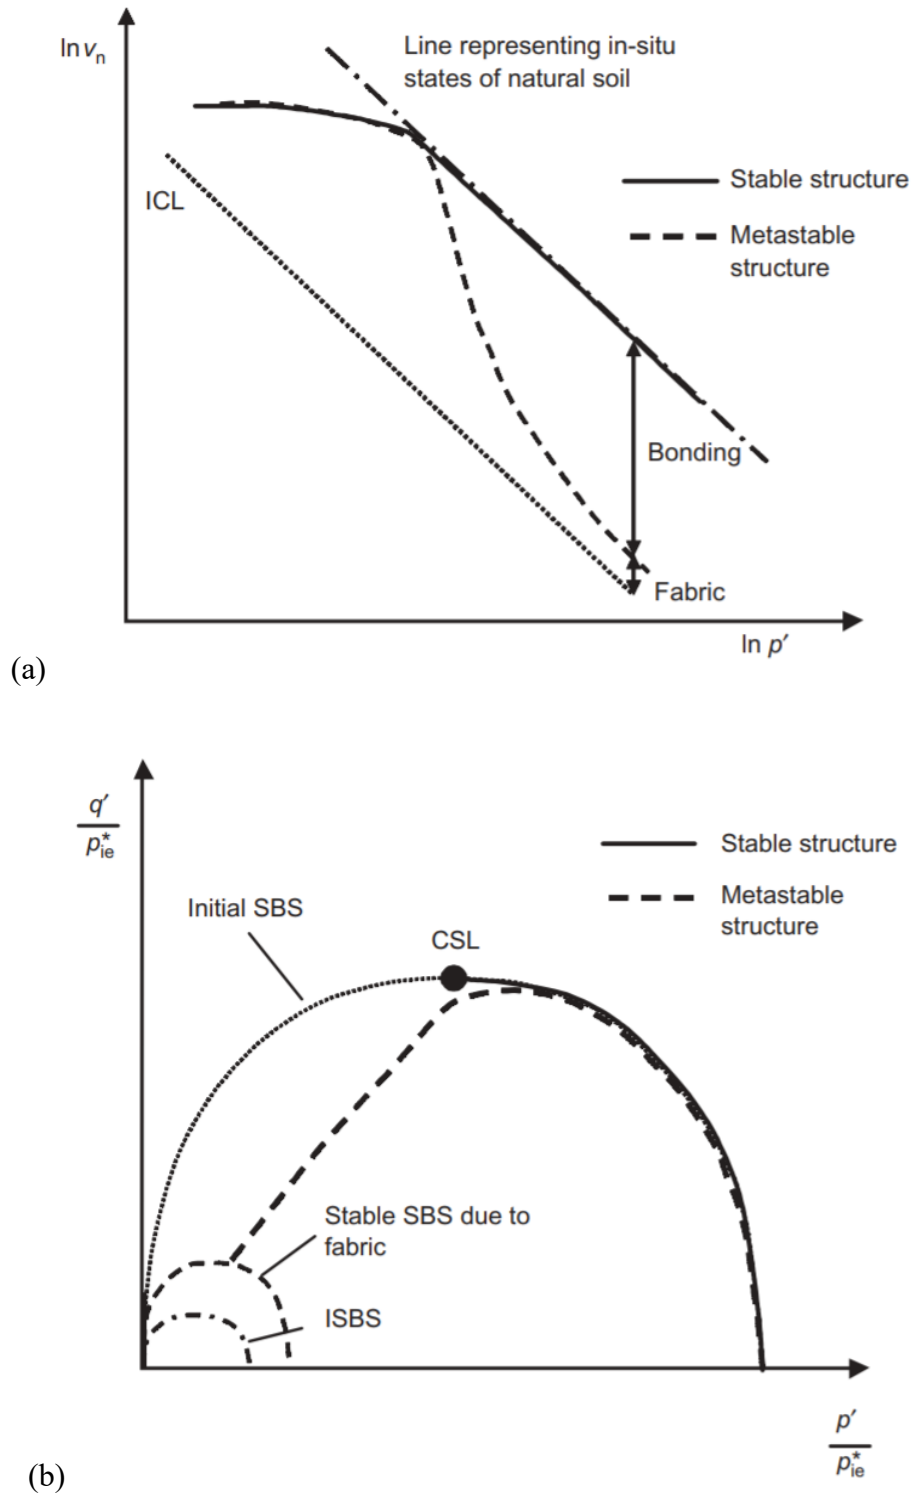 ln vn
Line representing in-situ
states of natural soil
ICL
Stable structure
Metastable
structure
Bonding
Fabric
ln p′
(a)
q′
p*ie
Stable structure
Metastable
structure
Initial SBS
CSL
Stable SBS due to
fabric
ISBS
p′
p*ie
(b)